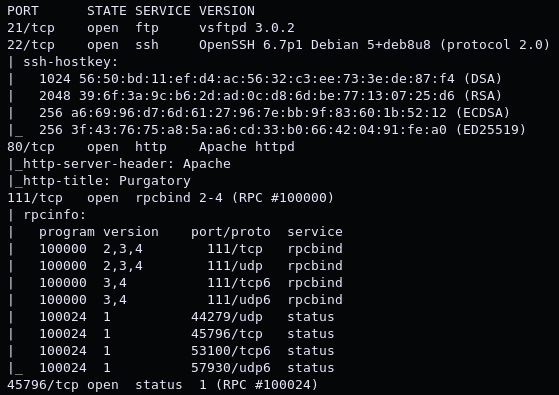 PORT      STATE SERVICE VERSION
21/tcp    open  ftp     vsftpd 3.0.2
22/tcp    open  ssh     OpenSSH 6.7p1 Debian 5+deb8u8 (protocol 2.0)
| ssh-hostkey:
|   1024 56:50:bd:11:ef:d4:ac:56:32:c3:ee:73:3e:de:87:f4 (DSA)
|   2048 39:6f:3a:9c:b6:2d:ad:0c:d8:6d:be:77:13:07:25:d6 (RSA)
|   256 a6:69:96:d7:6d:61:27:96:7e:bb:9f:83:60:1b:52:12 (ECDSA)
|_  256 3f:43:76:75:a8:5a:a6:cd:33:b0:66:42:04:91:fe:a0 (ED25519)
80/tcp    open  http    Apache httpd
|_http-server-header: Apache
|_http-title: Purgatory
111/tcp   open  rpcbind 2-4 (RPC #100000)
| rpcinfo:
|   program version    port/proto  service
|   100000  2,3,4        111/tcp   rpcbind
|   100000  2,3,4        111/udp   rpcbind
|   100000  3,4          111/tcp6  rpcbind
|   100000  3,4          111/udp6  rpcbind
|   100024  1          44279/udp   status
|   100024  1          45796/tcp   status
|   100024  1          53100/tcp6  status
|_  100024  1          57930/udp6  status
45796/tcp open  status  1 (RPC #100024)